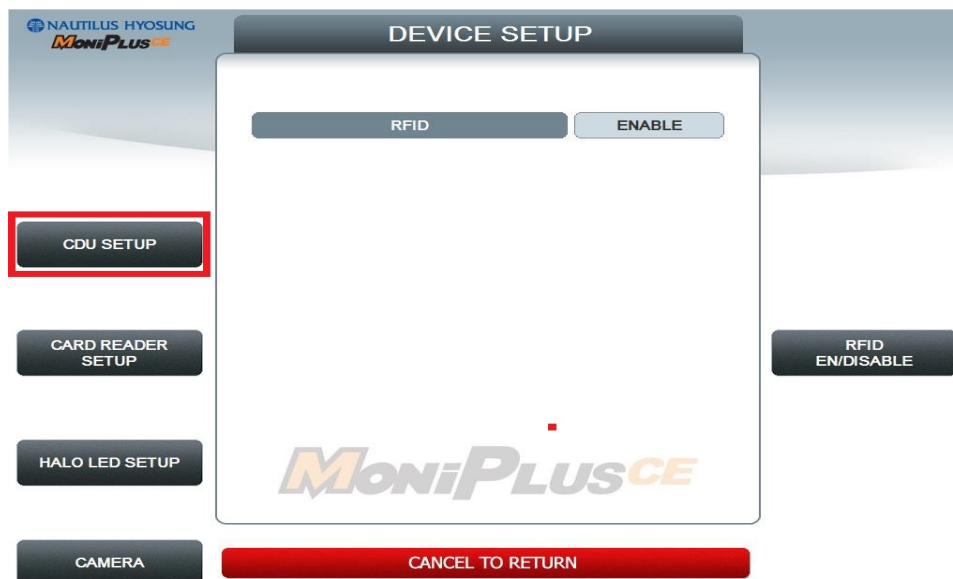 NAUTILUS HYOSUNG
MoniPlusCE
DEVICE SETUP
RFID ENABLE
CDU SETUP
CARD READER
SETUP
RFID
EN/DISABLE
HALO LED SETUP
MoniPlusCE
CAMERA
CANCEL TO RETURN